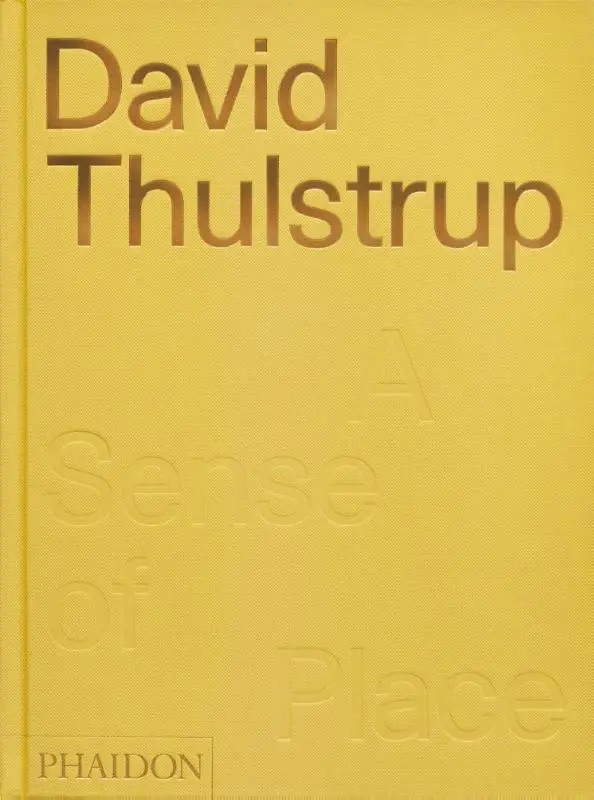 David
Thulstrup
A
Sense
of
Place
PHAIDON